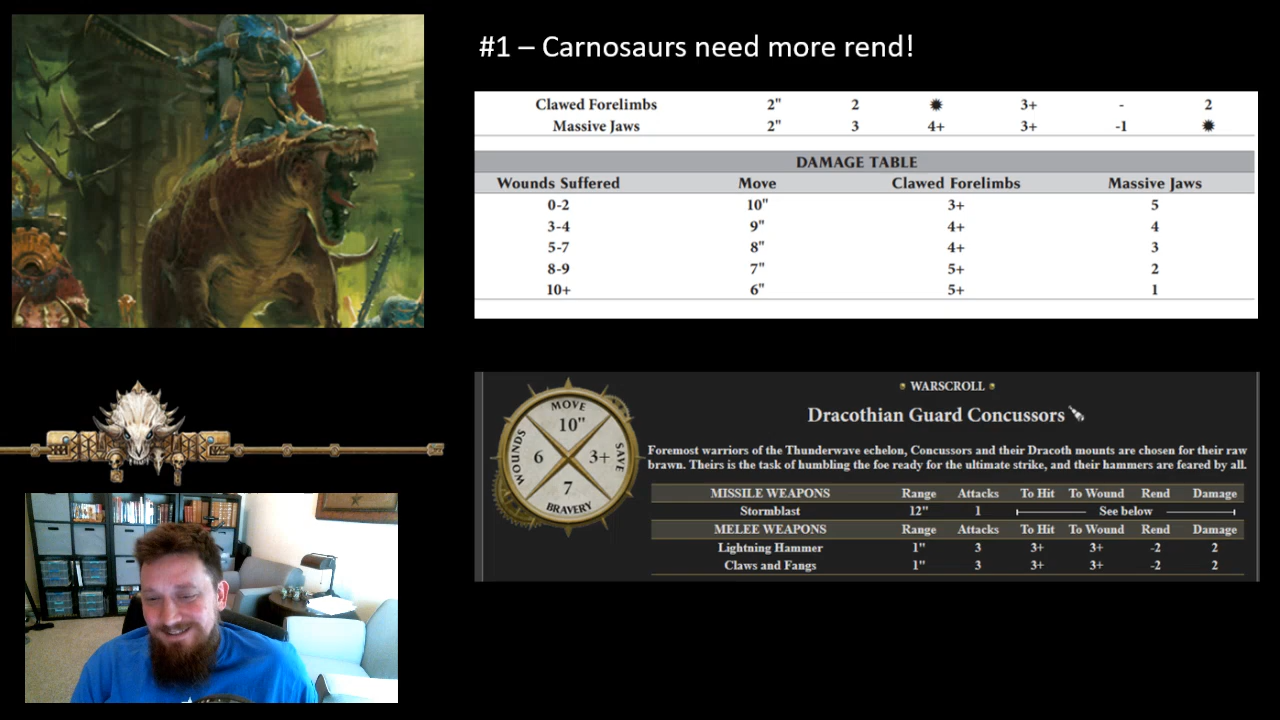 #1 – Carnosaurs need more rend!
Clawed Forelimbs 2" 2 ✹ 3+ - 2
Massive Jaws 2" 3 4+ 3+ -1 ✹
DAMAGE TABLE
Wounds Suffered Move Clawed Forelimbs Massive Jaws
0-2 10" 3+ 5
3-4 9" 4+ 4
5-7 8" 4+ 3
8-9 7" 5+ 2
10+ 6" 5+ 1
MOVE
10"
WOUNDS 6 3+ SAVE
7
BRAVERY
WARSCROLL
Dracothian Guard Concussors
Foremost warriors of the Thunderwave echelon, Concussors and their Dracoth mounts are chosen for their raw
brawn. Theirs is the task of humbling the foe ready for the ultimate strike, and their hammers are feared by all.
MISSILE WEAPONS Range Attacks To Hit To Wound Rend Damage
Stormblast 12" 1 See below
MELEE WEAPONS Range Attacks To Hit To Wound Rend Damage
Lightning Hammer 1" 3 3+ 3+ -2 2
Claws and Fangs 1" 3 3+ 3+ -2 2